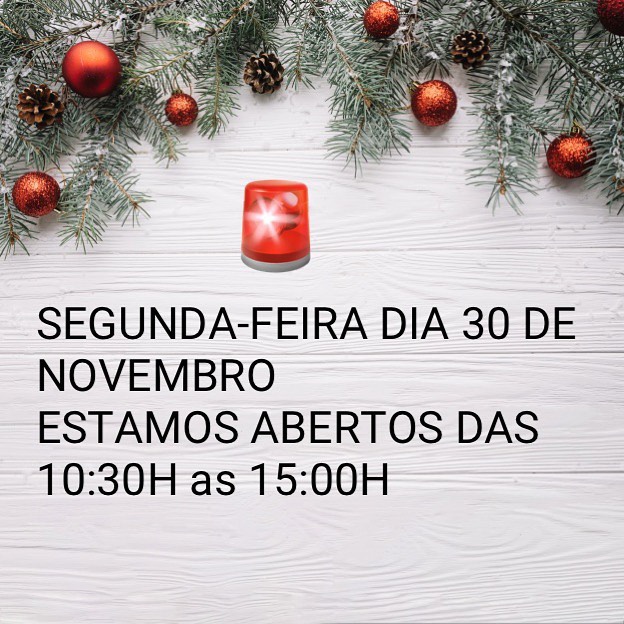 SEGUNDA-FEIRA DIA 30 DE
NOVEMBRO
ESTAMOS ABERTOS DAS
10:30H as 15:00H